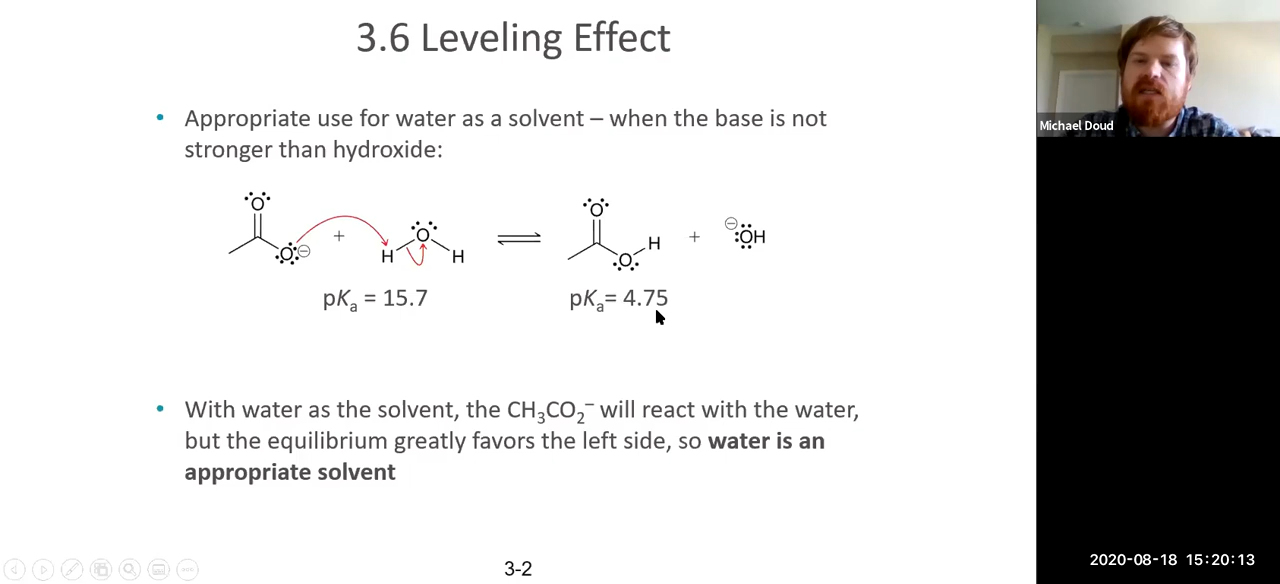 3.6 Leveling Effect
• Appropriate use for water as a solvent – when the base is not
stronger than hydroxide:
O O⊖ + H O H ⇌ O O H + ⊖OH
pKₐ = 15.7 pKₐ= 4.75
• With water as the solvent, the CH₃CO₂⁻ will react with the water,
but the equilibrium greatly favors the left side, so water is an
appropriate solvent
3-2
Michael Doud
2020-08-18 15:20:13